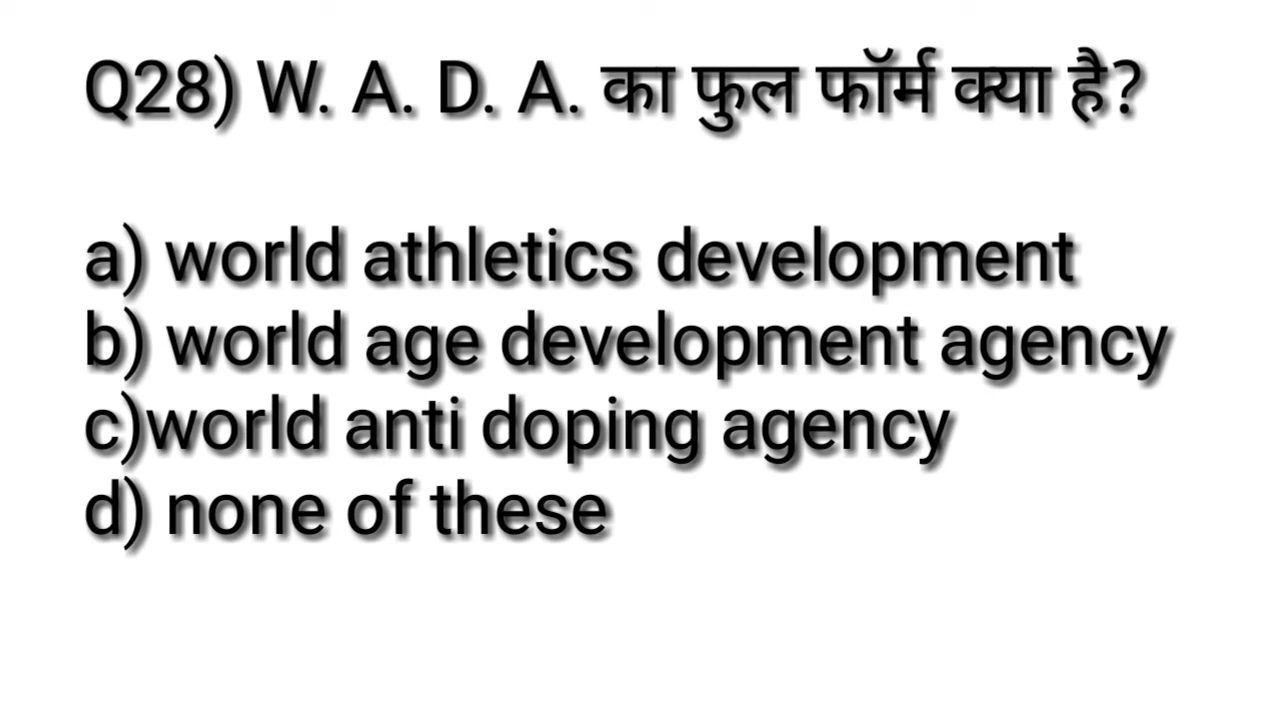 Q28) W. A. D. A. का फुल फॉर्म क्या है?
a) world athletics development
b) world age development agency
c)world anti doping agency
d) none of these